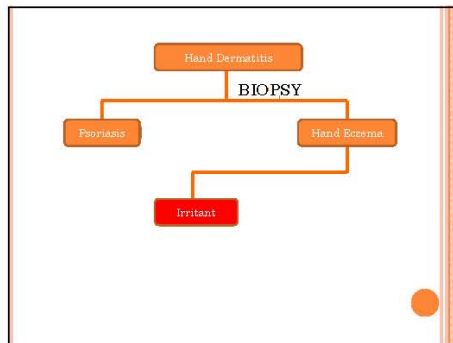 Hand Dermatitis
BIOPSY
Psoriasis
Hand Eczema
Irritant